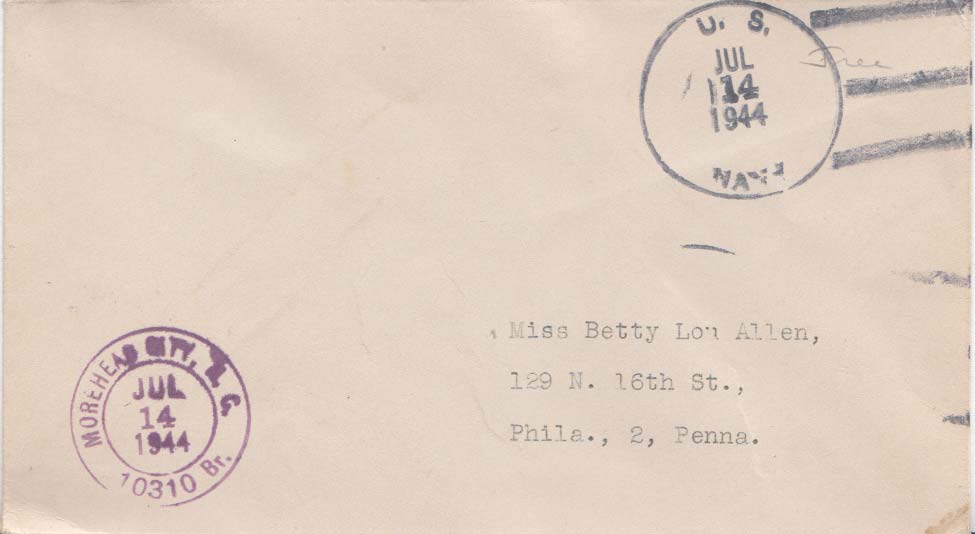 U. S.
JUL
14
1944
NAVY
Free
Miss Betty Lou Allen,
129 N. 16th St.,
Phila., 2, Penna.
MOREHEAD CITY, N. C.
JUL
14
1944
10310 Br.